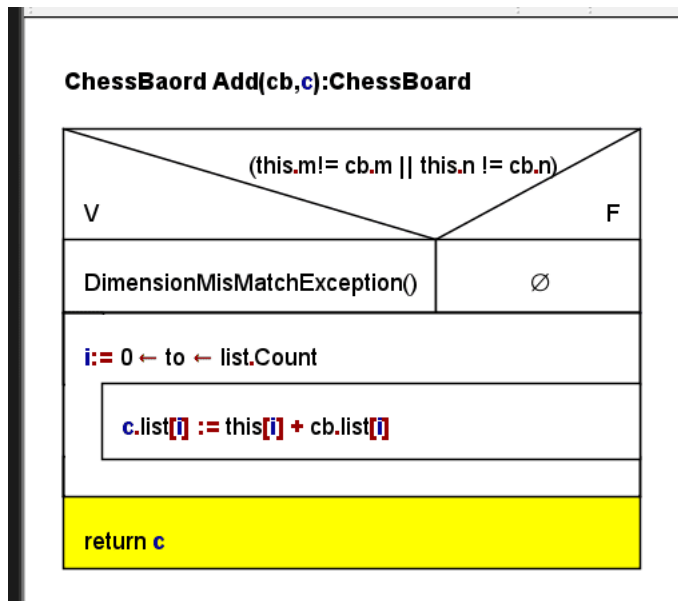 ChessBaord Add(cb,c):ChessBoard
(this.m!= cb.m || this.n != cb.n)
V F
DimensionMisMatchException() ∅
i:= 0 ← to ← list.Count
c.list[i] := this[i] + cb.list[i]
return c